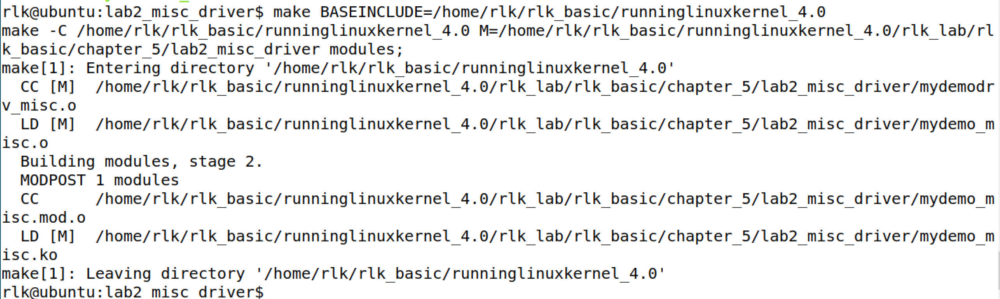 rlk@ubuntu:lab2_misc_driver$ make BASEINCLUDE=/home/rlk/rlk_basic/runninglinuxkernel_4.0
make -C /home/rlk/rlk_basic/runninglinuxkernel_4.0 M=/home/rlk/rlk_basic/runninglinuxkernel_4.0/rlk_lab/rl
k_basic/chapter_5/lab2_misc_driver modules;
make[1]: Entering directory '/home/rlk/rlk_basic/runninglinuxkernel_4.0'
  CC [M]  /home/rlk/rlk_basic/runninglinuxkernel_4.0/rlk_lab/rlk_basic/chapter_5/lab2_misc_driver/mydemodr
v_misc.o
  LD [M]  /home/rlk/rlk_basic/runninglinuxkernel_4.0/rlk_lab/rlk_basic/chapter_5/lab2_misc_driver/mydemo_m
isc.o
  Building modules, stage 2.
  MODPOST 1 modules
  CC      /home/rlk/rlk_basic/runninglinuxkernel_4.0/rlk_lab/rlk_basic/chapter_5/lab2_misc_driver/mydemo_m
isc.mod.o
  LD [M]  /home/rlk/rlk_basic/runninglinuxkernel_4.0/rlk_lab/rlk_basic/chapter_5/lab2_misc_driver/mydemo_m
isc.ko
make[1]: Leaving directory '/home/rlk/rlk_basic/runninglinuxkernel_4.0'
rlk@ubuntu:lab2 misc driver$